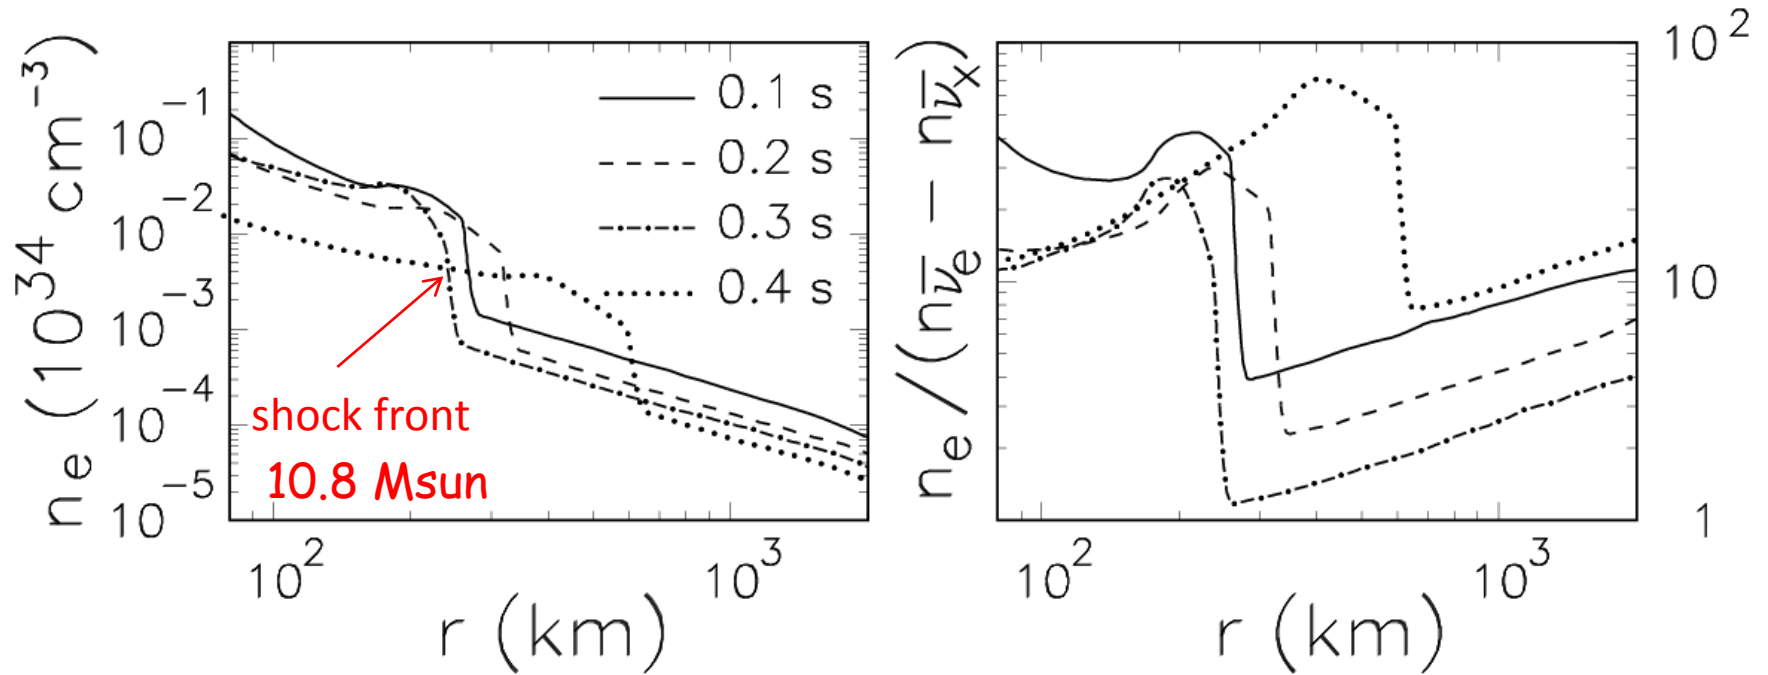 n_e (10^34 cm^-3)
10^-1
10^-2
10^-3
10^-4
10^-5
0.1 s
0.2 s
0.3 s
0.4 s
shock front
10.8 Msun
10^2
10^3
r (km)
n_e /(n_ν̅_e − n_ν̅_x)
10^2
10
1
10^2
10^3
r (km)